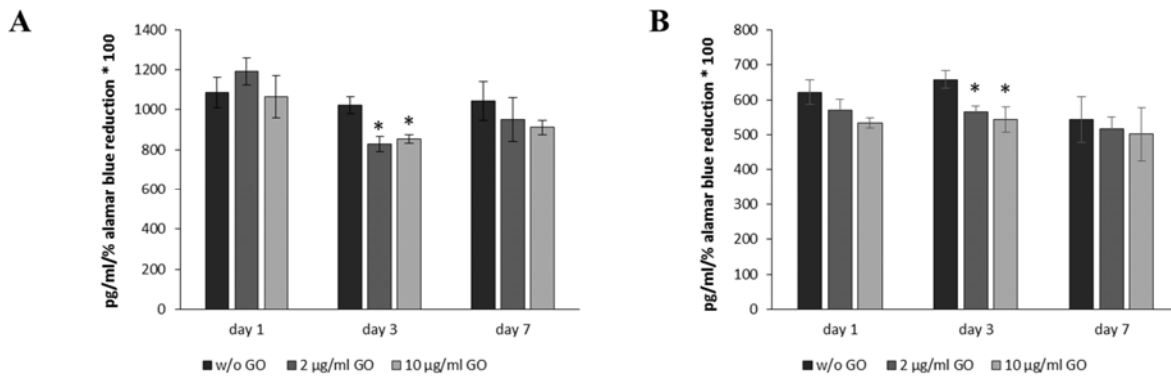 A
pg/ml/% alamar blue reduction * 100
1400
1200
1000
800
600
400
200
0
* *
day 1 day 3 day 7
w/o GO 2 µg/ml GO 10 µg/ml GO
B
pg/ml/% alamar blue reduction * 100
800
700
600
500
400
300
200
100
0
* *
day 1 day 3 day 7
w/o GO 2 µg/ml GO 10 µg/ml GO